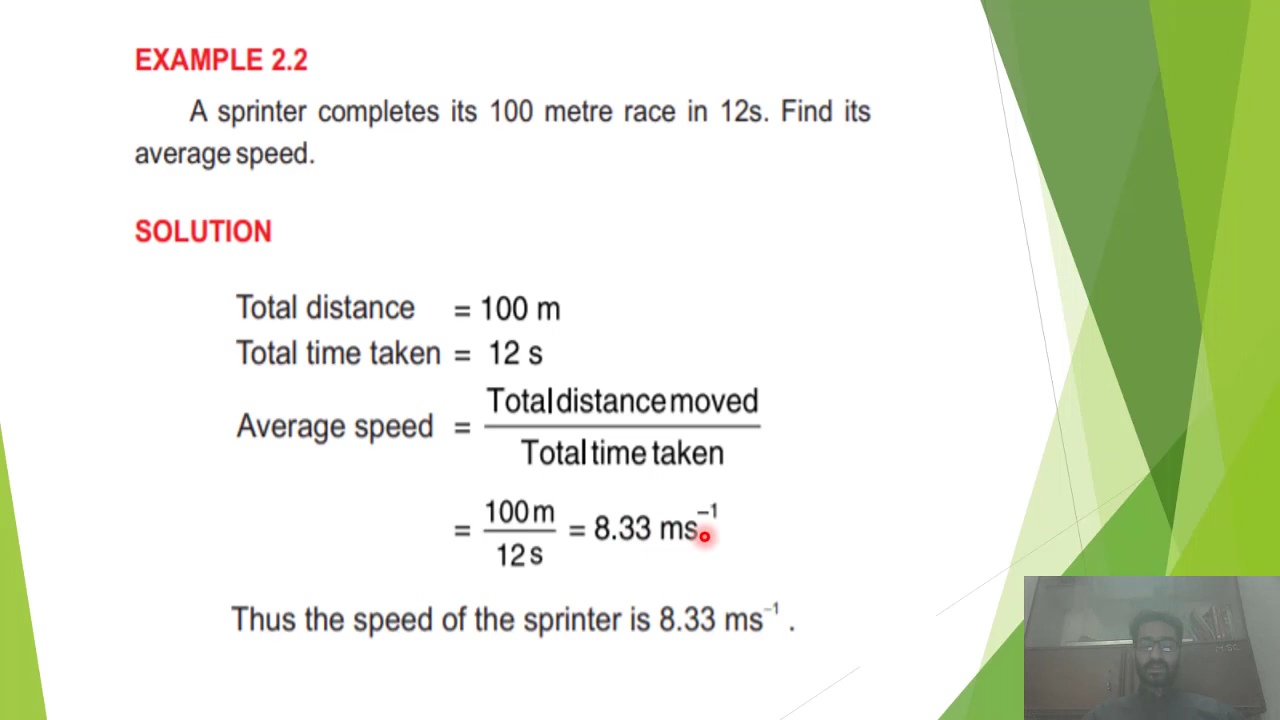 EXAMPLE 2.2
A sprinter completes its 100 metre race in 12s. Find its
average speed.
SOLUTION
Total distance = 100 m
Total time taken = 12 s
Average speed = Total distance moved / Total time taken
= 100 m / 12 s = 8.33 ms⁻¹
Thus the speed of the sprinter is 8.33 ms⁻¹ .